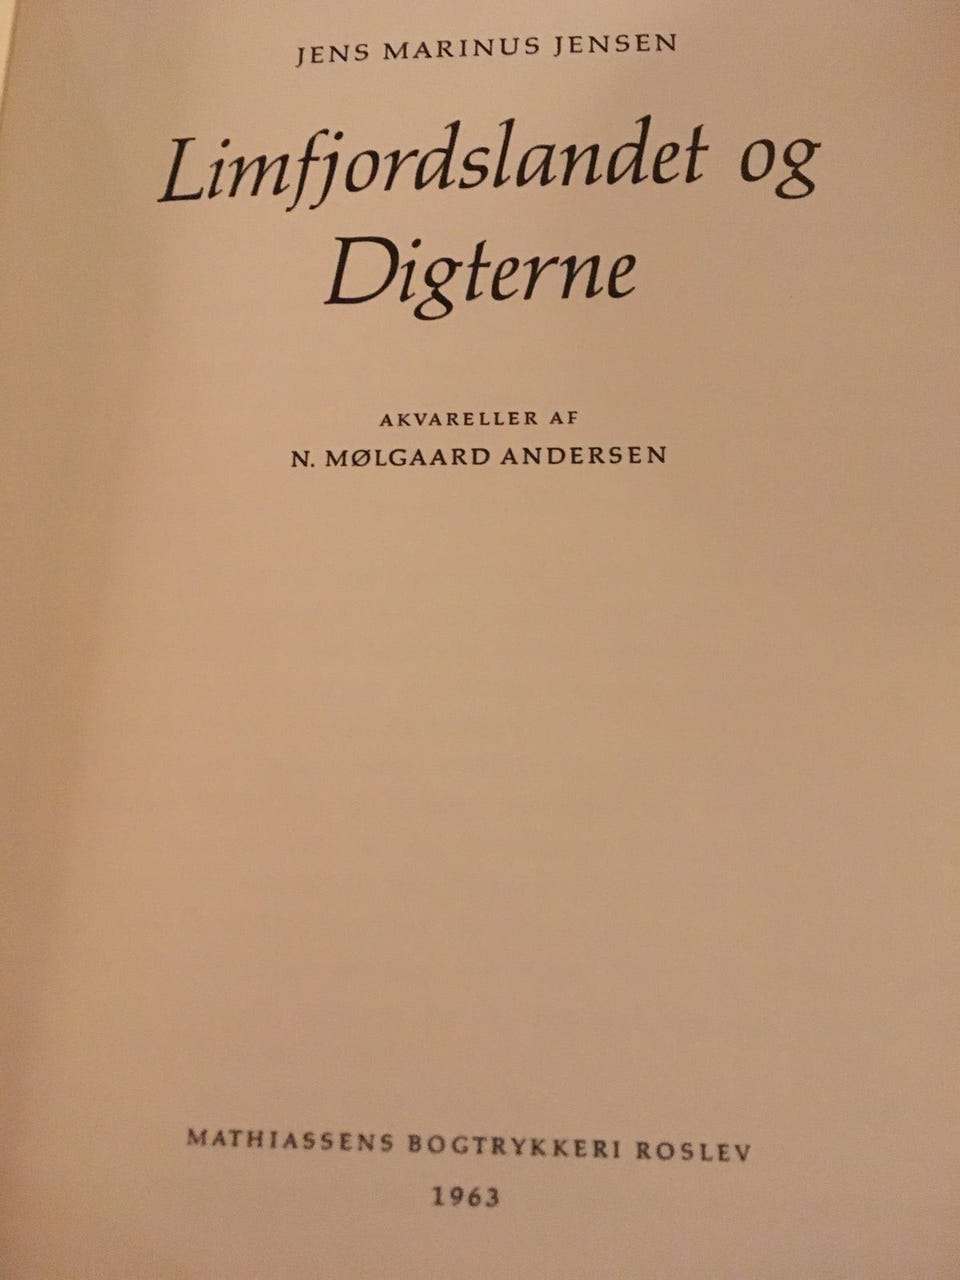 JENS MARINUS JENSEN
Limfjordslandet og
Digterne
AKVARELLER AF
N. MØLGAARD ANDERSEN
MATHIASSENS BOGTRYKKERI ROSLEV
1963